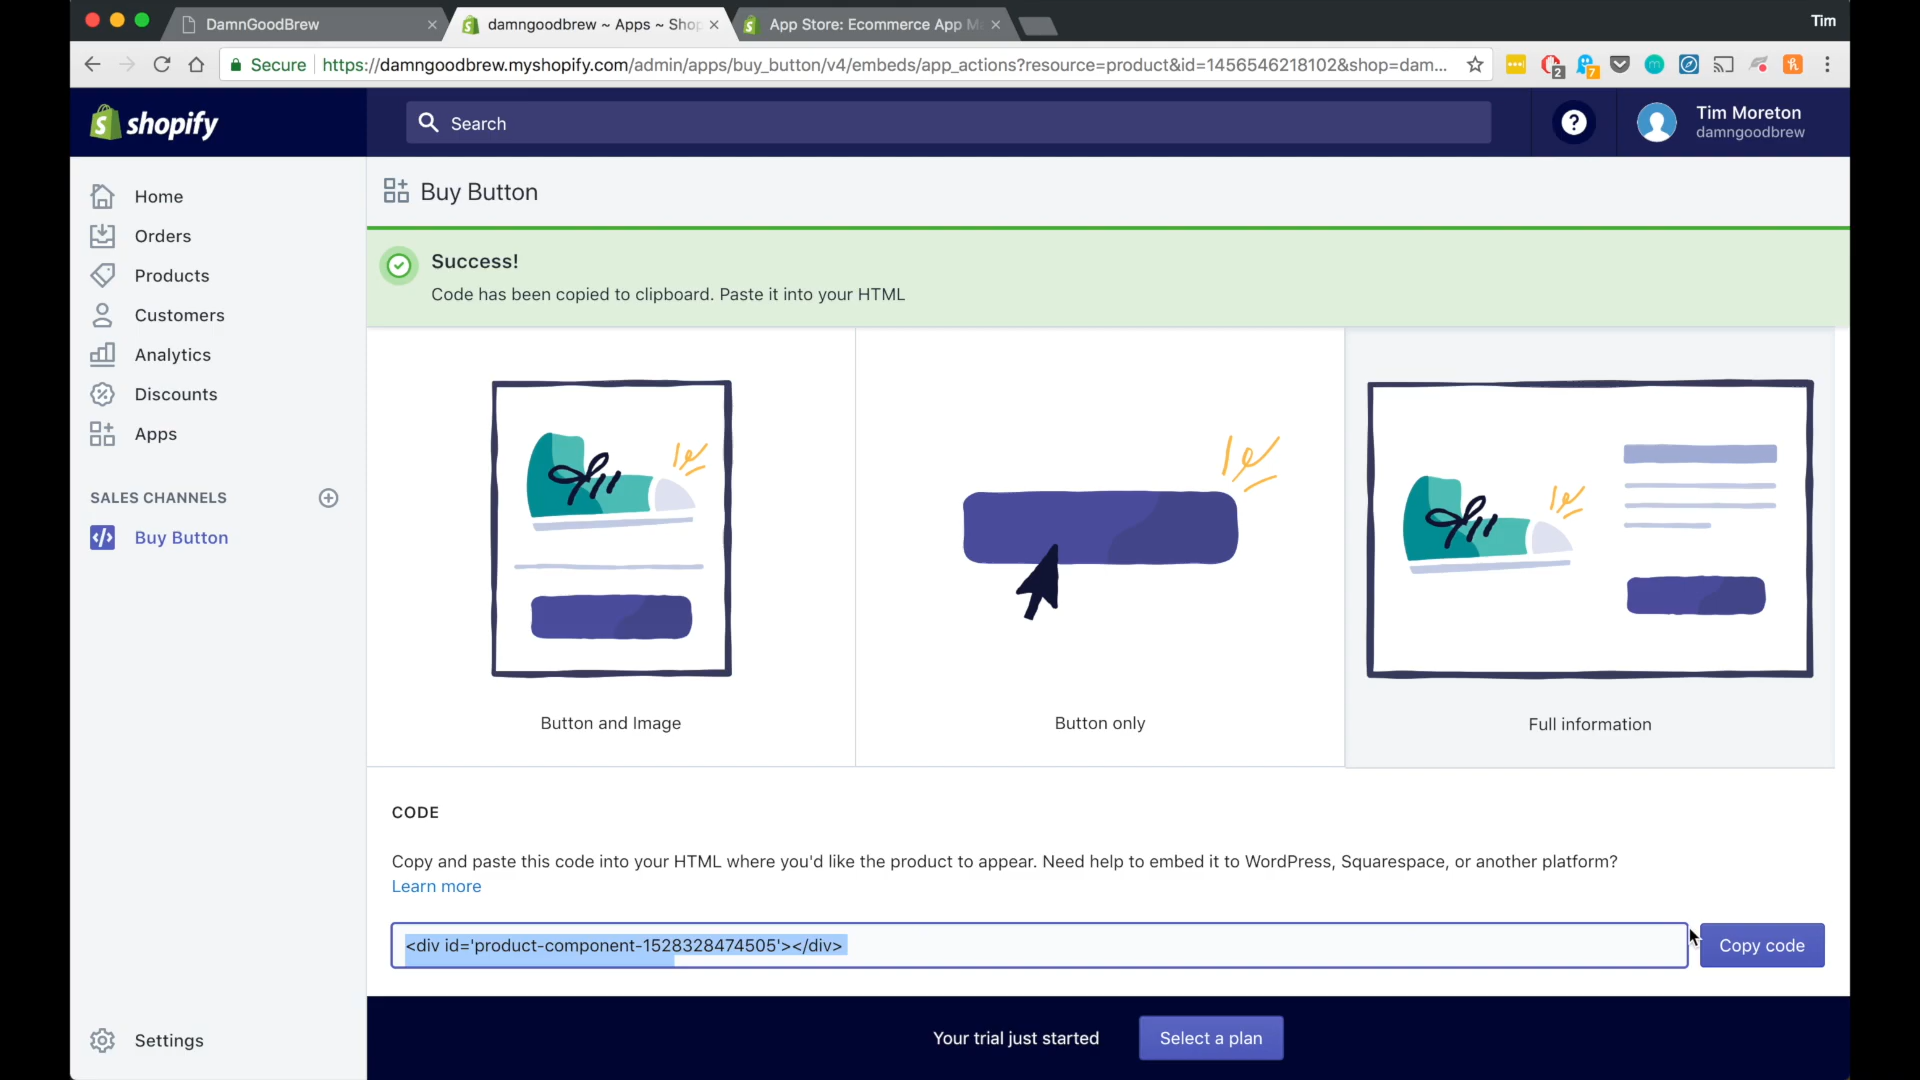 DamnGoodBrew
damngoodbrew ~ Apps ~ Shop
App Store: Ecommerce App M
Tim
Secure
https://damngoodbrew.myshopify.com/admin/apps/buy_button/v4/embeds/app_actions?resource=product&id=1456546218102&shop=dam...
2
7
shopify
Search
?
Tim Moreton
damngoodbrew
Home
Orders
Products
Customers
Analytics
Discounts
Apps
SALES CHANNELS
Buy Button
Settings
Buy Button
Success!
Code has been copied to clipboard. Paste it into your HTML
Button and Image
Button only
Full information
CODE
Copy and paste this code into your HTML where you'd like the product to appear. Need help to embed it to WordPress, Squarespace, or another platform?
Learn more
<div id='product-component-1528328474505'></div>
Copy code
Your trial just started
Select a plan